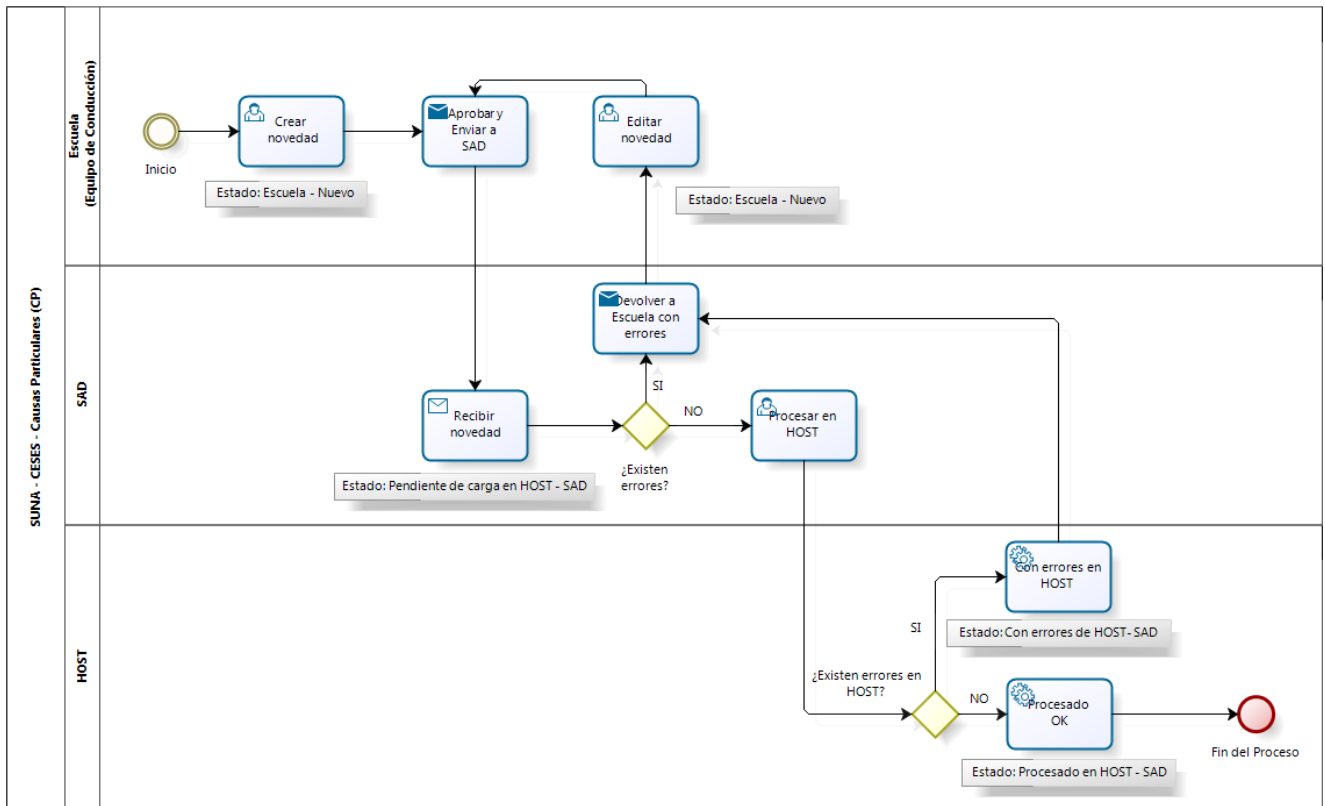 SUNA - CESES - Causas Particulares (CP)
Escuela
(Equipo de Conducción)
Inicio
Crear
novedad
Estado: Escuela - Nuevo
Aprobar y
Enviar a
SAD
Editar
novedad
Estado: Escuela - Nuevo
SAD
Devolver a
Escuela con
errores
SI
Recibir
novedad
Estado: Pendiente de carga en HOST - SAD
¿Existen
errores?
NO
Procesar en
HOST
HOST
Con errores en
HOST
Estado: Con errores de HOST- SAD
SI
¿Existen errores en
HOST?
NO
Procesado
OK
Estado: Procesado en HOST - SAD
Fin del Proceso